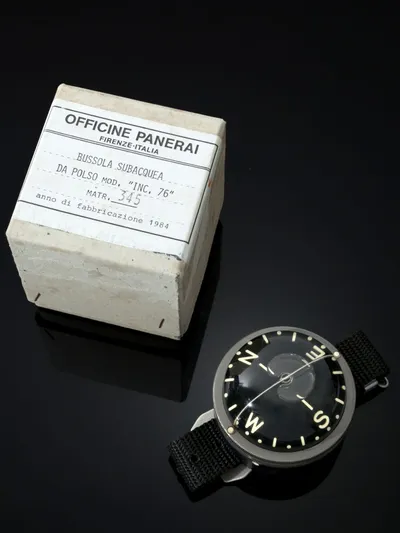 OFFICINE PANERAI
FIRENZE-ITALIA
BUSSOLA SUBACQUEA
DA POLSO MOD. "INC. 76"
MATR. 345
anno di fabbricazione 1984
N
E
W
S